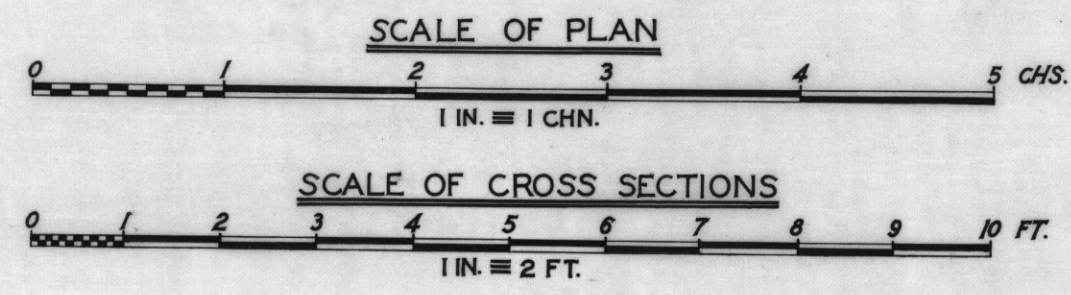 SCALE OF PLAN
0 1 2 3 4 5 CHS.
1 IN. ≡ 1 CHN.
SCALE OF CROSS SECTIONS
0 1 2 3 4 5 6 7 8 9 10 FT.
1 IN. ≡ 2 FT.